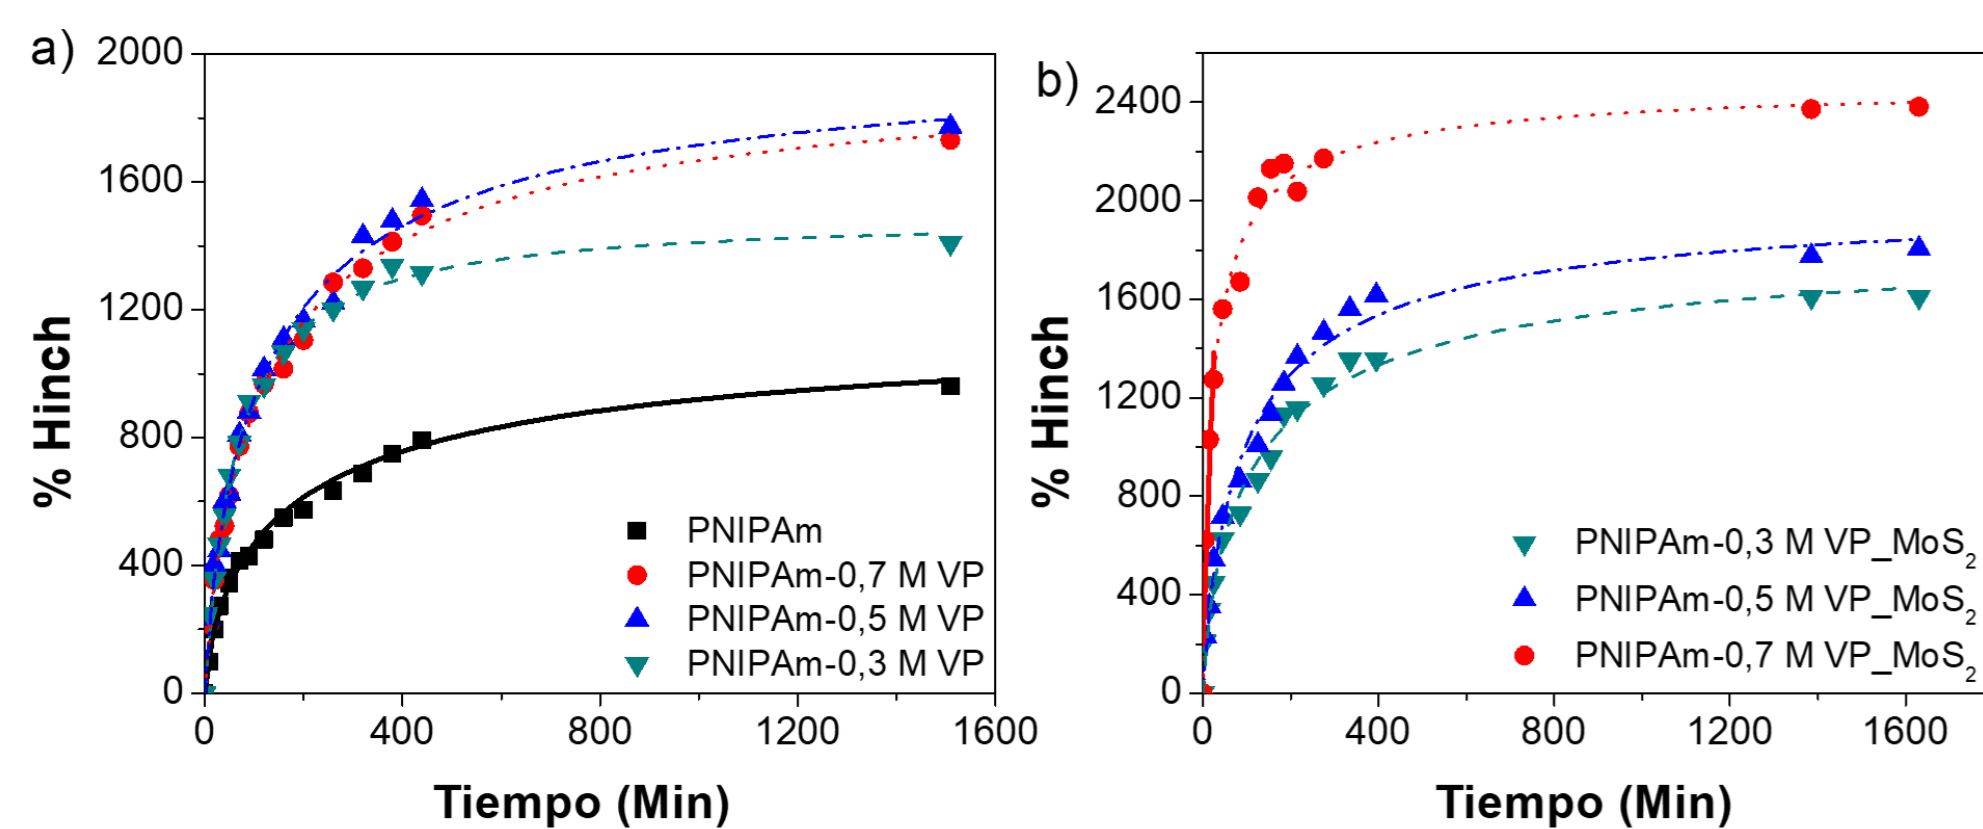 a)
% Hinch
2000
1600
1200
800
400
0
PNIPAm
PNIPAm-0,7 M VP
PNIPAm-0,5 M VP
PNIPAm-0,3 M VP
0 400 800 1200 1600
Tiempo (Min)
b)
% Hinch
2400
2000
1600
1200
800
400
0
PNIPAm-0,3 M VP_MoS₂
PNIPAm-0,5 M VP_MoS₂
PNIPAm-0,7 M VP_MoS₂
0 400 800 1200 1600
Tiempo (Min)